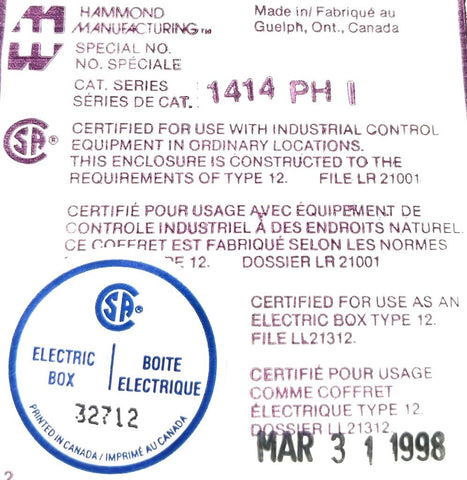 HAMMOND
MANUFACTURING™
Made in/ Fabriqué au
Guelph, Ont., Canada
SPECIAL NO.
NO. SPÉCIALE
CAT. SERIES
SÉRIES DE CAT.
: 1414 PH I
CSA®
CERTIFIED FOR USE WITH INDUSTRIAL CONTROL
EQUIPMENT IN ORDINARY LOCATIONS.
THIS ENCLOSURE IS CONSTRUCTED TO THE
REQUIREMENTS OF TYPE 12. FILE LR 21001
CERTIFIÉ POUR USAGE AVEC ÉQUIPEMENT DE
CONTROLE INDUSTRIEL À DES ENDROITS NATUREL.
CE COFFRET EST FABRIQUÉ SELON LES NORMES
DE 12. DOSSIER LR 21001
CSA®
ELECTRIC BOX
BOITE ELECTRIQUE
32712
PRINTED IN CANADA / IMPRIMÉ AU CANADA
CERTIFIED FOR USE AS AN
ELECTRIC BOX TYPE 12.
FILE LL21312.
CERTIFIÉ POUR USAGE
COMME COFFRET
ÉLECTRIQUE TYPE 12.
DOSSIER LL21312.
MAR 31 1998
2